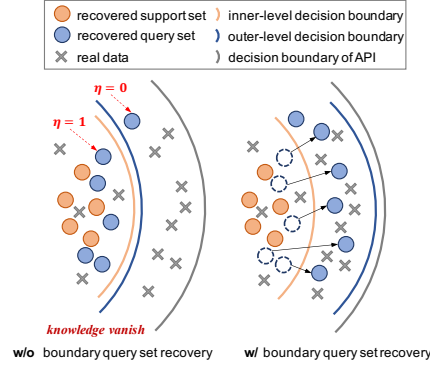 recovered support set
inner-level decision boundary
recovered query set
outer-level decision boundary
real data
decision boundary of API
η = 0
η = 1
knowledge vanish
w/o boundary query set recovery
w/ boundary query set recovery